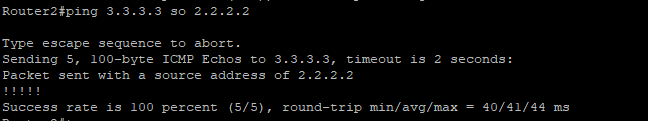 Router2#ping 3.3.3.3 so 2.2.2.2
Type escape sequence to abort.
Sending 5, 100-byte ICMP Echos to 3.3.3.3, timeout is 2 seconds:
Packet sent with a source address of 2.2.2.2
!!!!!
Success rate is 100 percent (5/5), round-trip min/avg/max = 40/41/44 ms